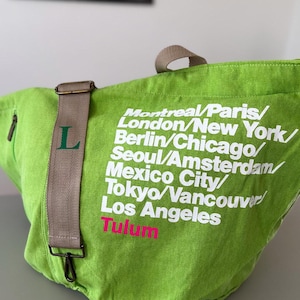 L
Montreal/Paris/
London/New York/
Berlin/Chicago/
Seoul/Amsterdam/
Mexico City/
Tokyo/Vancouver/
Los Angeles
Tulum